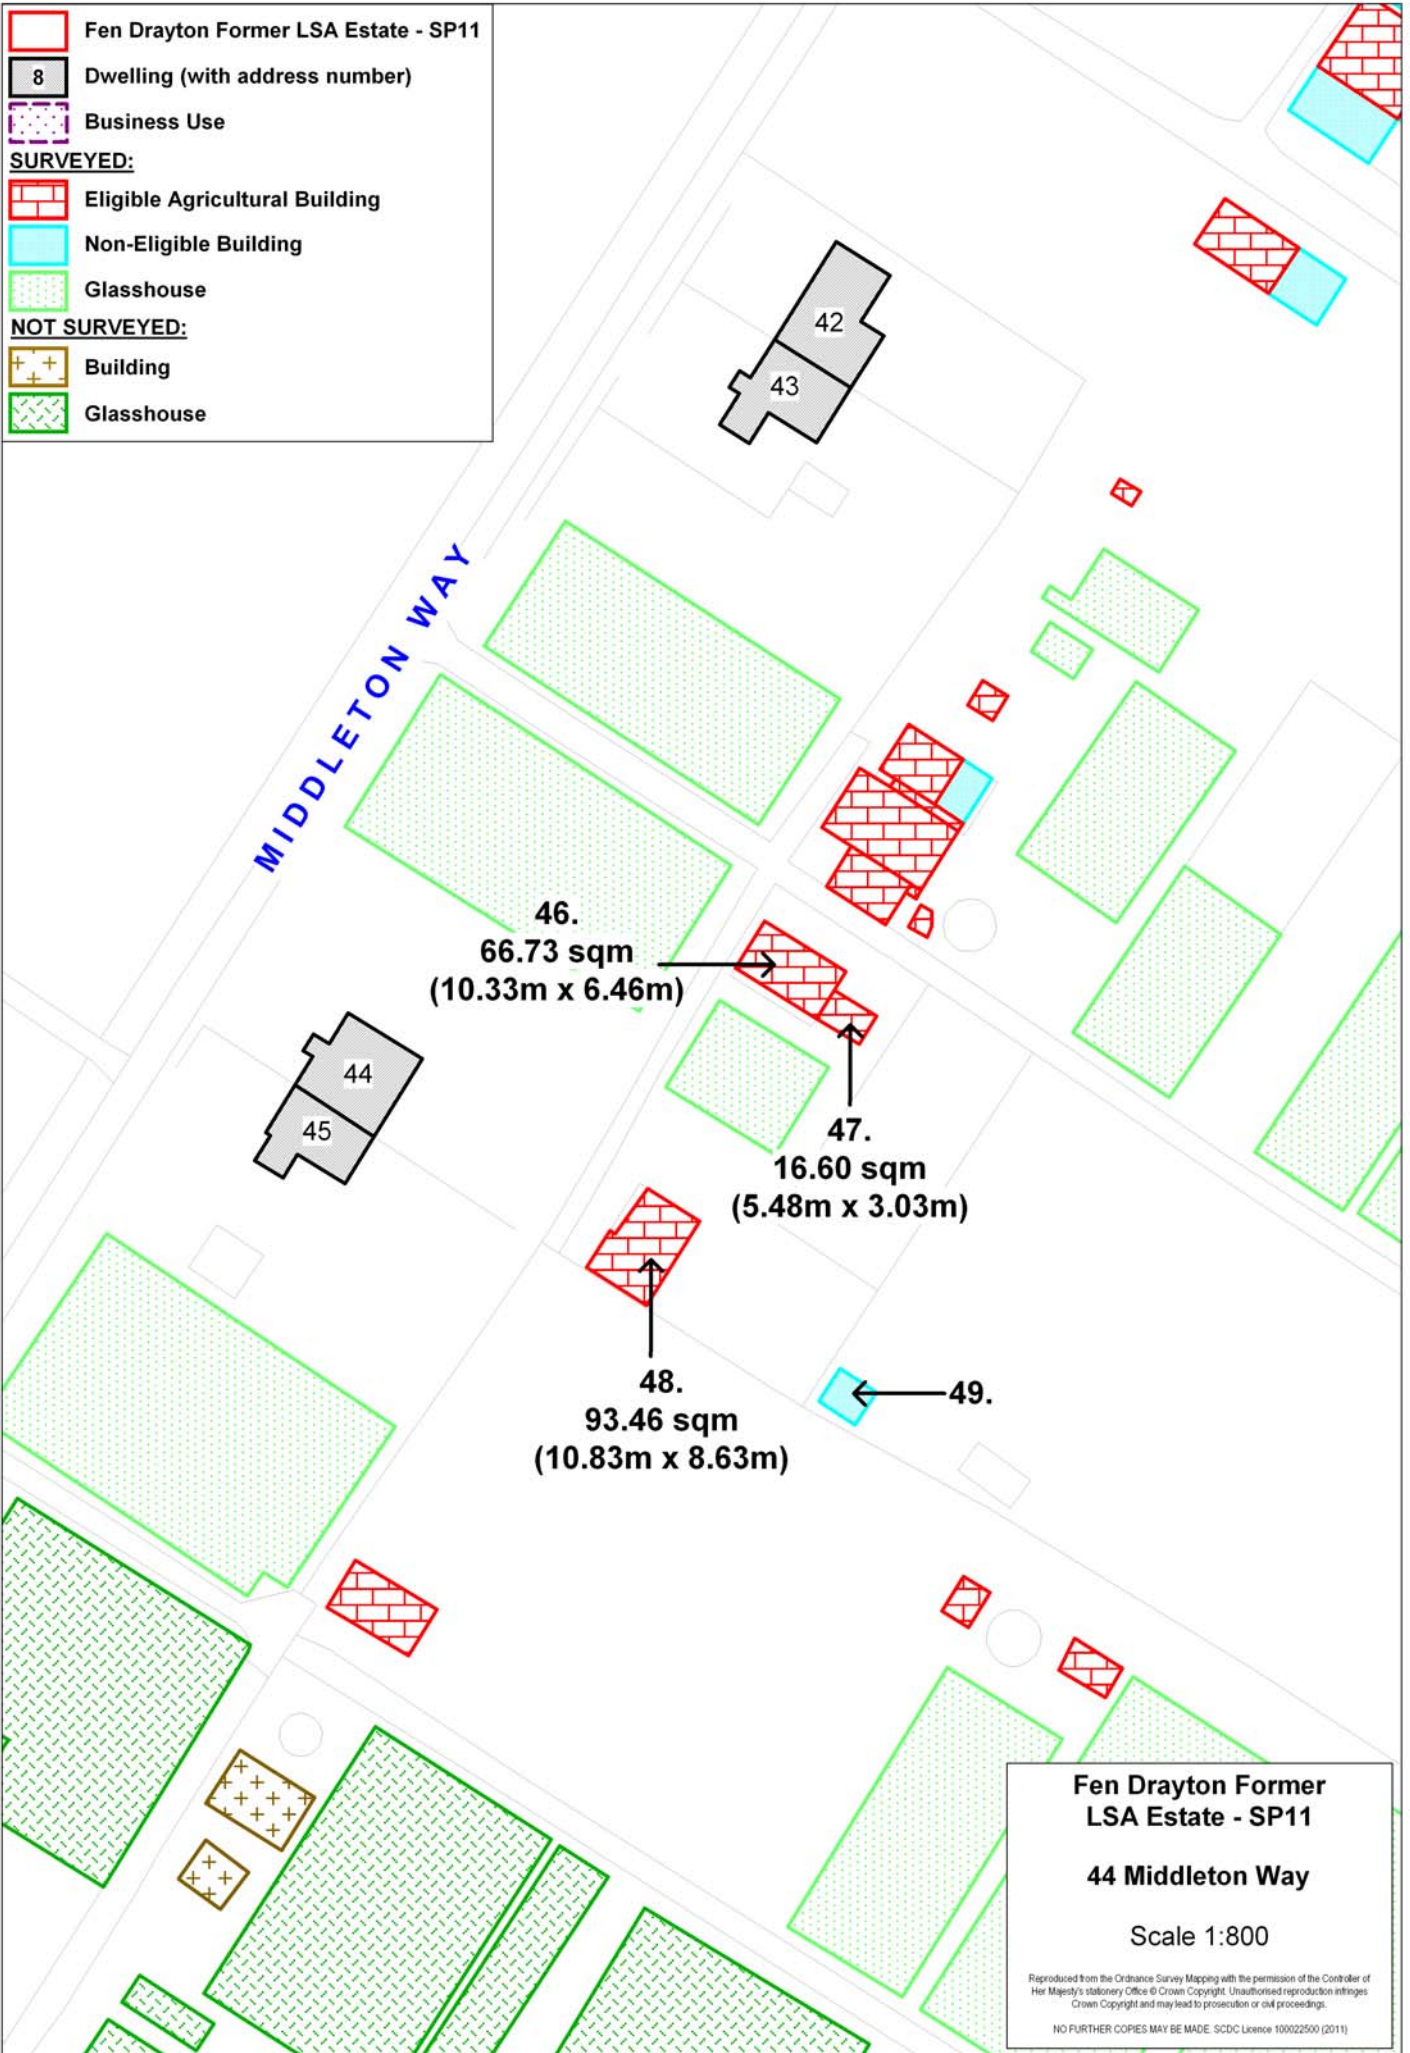 Fen Drayton Former LSA Estate - SP11
8 Dwelling (with address number)
Business Use
SURVEYED:
Eligible Agricultural Building
Non-Eligible Building
Glasshouse
NOT SURVEYED:
Building
Glasshouse
42
43
MIDDLETON WAY
46.
66.73 sqm
(10.33m x 6.46m)
44
45
47.
16.60 sqm
(5.48m x 3.03m)
48.
93.46 sqm
(10.83m x 8.63m)
49.
Fen Drayton Former
LSA Estate - SP11
44 Middleton Way
Scale 1:800
Reproduced from the Ordnance Survey Mapping with the permission of the Controller of
Her Majesty's stationery Office © Crown Copyright. Unauthorised reproduction infringes
Crown Copyright and may lead to prosecution or civil proceedings.
NO FURTHER COPIES MAY BE MADE. SCDC Licence 100022500 (2011)